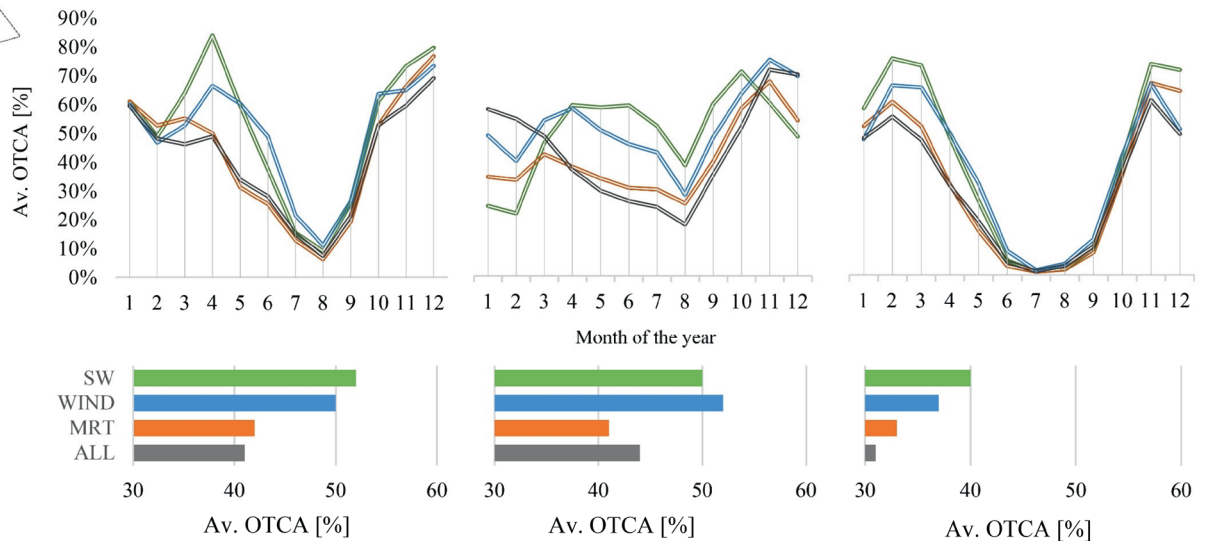 90%
80%
70%
60%
50%
40%
30%
20%
10%
0%
Av. OTCA [%]
1 2 3 4 5 6 7 8 9 10 11 12
1 2 3 4 5 6 7 8 9 10 11 12
1 2 3 4 5 6 7 8 9 10 11 12
Month of the year
SW
WIND
MRT
ALL
30 40 50 60
30 40 50 60
30 40 50 60
Av. OTCA [%]
Av. OTCA [%]
Av. OTCA [%]